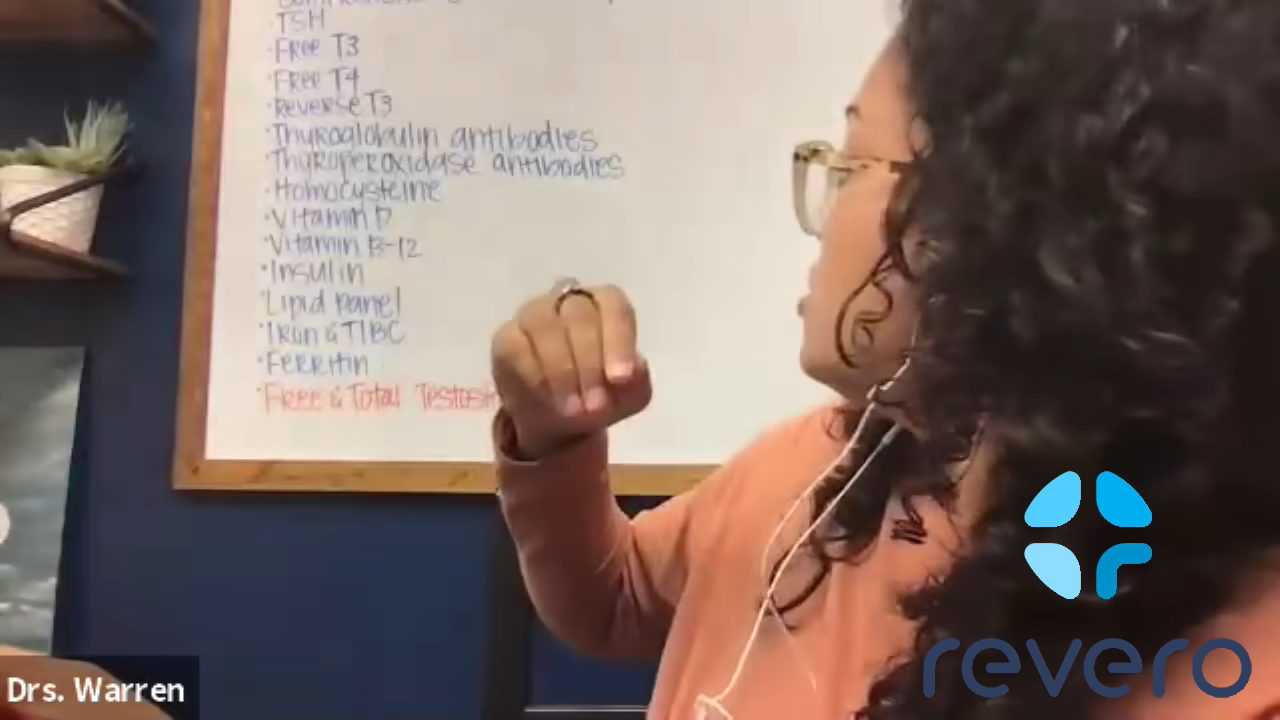 TSH
·Free T3
·Free T4
·Reverse T3
·Thyroglobulin antibodies
·Thyroperoxidase antibodies
·Homocysteine
·Vitamin D
·Vitamin B-12
·Insulin
·Lipid panel
·Iron & TIBC
·Ferritin
·Free & Total Testost
Drs. Warren
revero